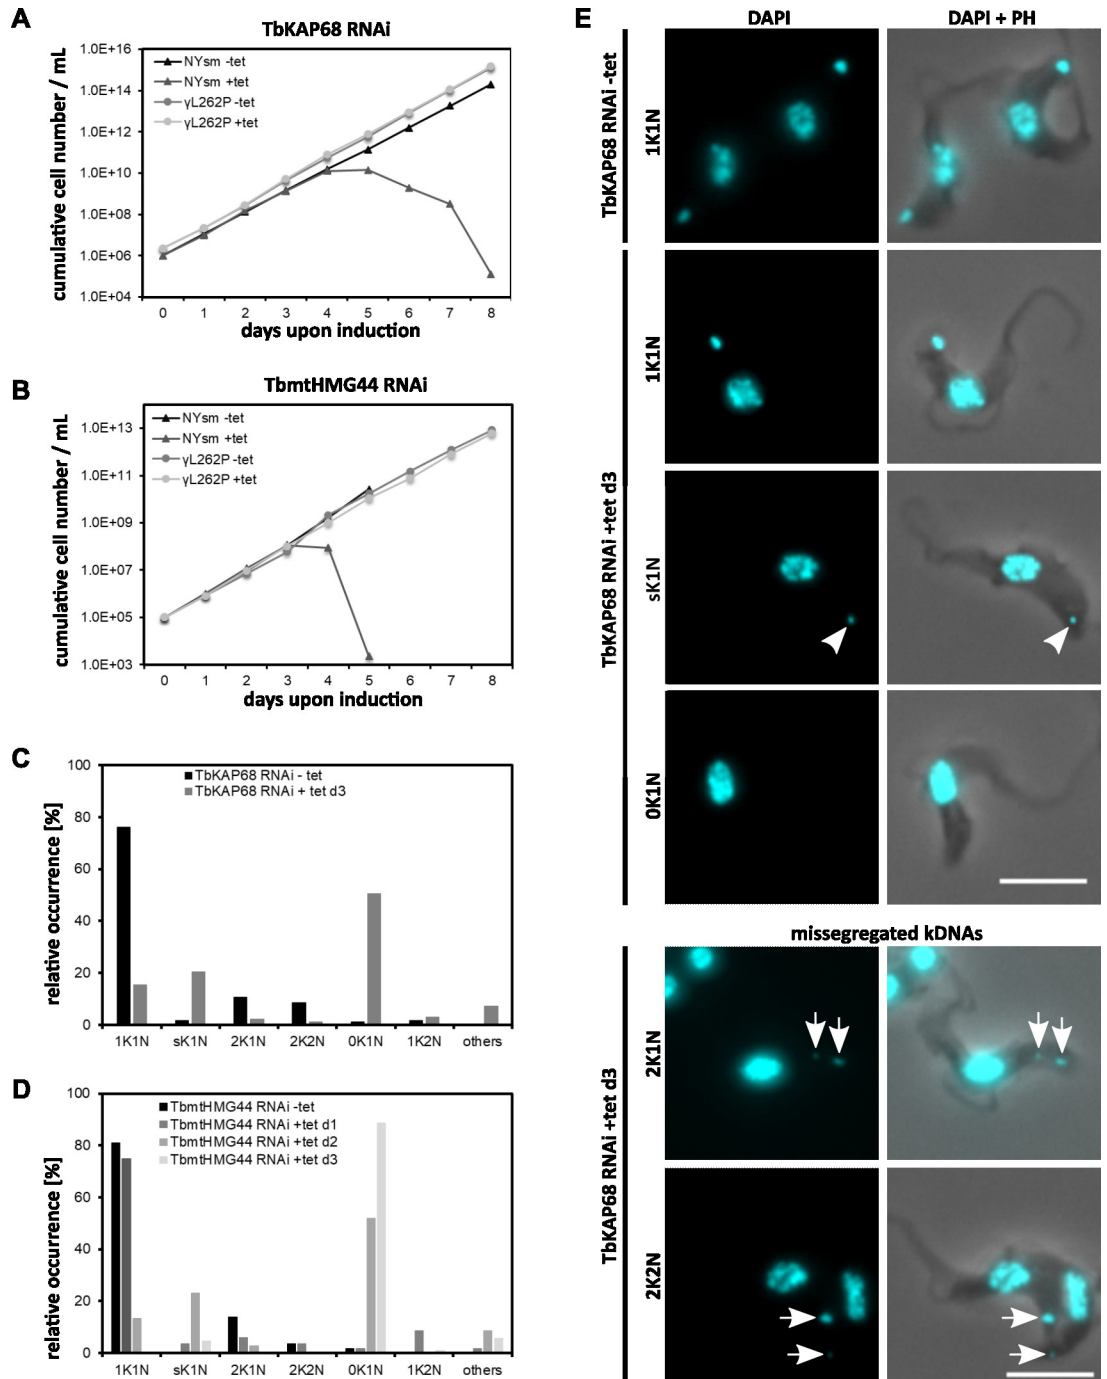 A
TbKAP68 RNAi
cumulative cell number / mL
1.0E+16
1.0E+14
1.0E+12
1.0E+10
1.0E+08
1.0E+06
1.0E+04
NYsm -tet
NYsm +tet
γL262P -tet
γL262P +tet
0 1 2 3 4 5 6 7 8
days upon induction
B
TbmtHMG44 RNAi
cumulative cell number / mL
1.0E+13
1.0E+11
1.0E+09
1.0E+07
1.0E+05
1.0E+03
NYsm -tet
NYsm +tet
γL262P -tet
γL262P +tet
0 1 2 3 4 5 6 7 8
days upon induction
C
relative occurrence [%]
100
80
60
40
20
0
TbKAP68 RNAi - tet
TbKAP68 RNAi + tet d3
1K1N sK1N 2K1N 2K2N 0K1N 1K2N others
D
relative occurrence [%]
100
80
60
40
20
0
TbmtHMG44 RNAi -tet
TbmtHMG44 RNAi +tet d1
TbmtHMG44 RNAi +tet d2
TbmtHMG44 RNAi +tet d3
1K1N sK1N 2K1N 2K2N 0K1N 1K2N others
E
DAPI DAPI + PH
TbKAP68 RNAi -tet
1K1N
TbKAP68 RNAi +tet d3
1K1N
sK1N
0K1N
missegregated kDNAs
TbKAP68 RNAi +tet d3
2K1N
2K2N